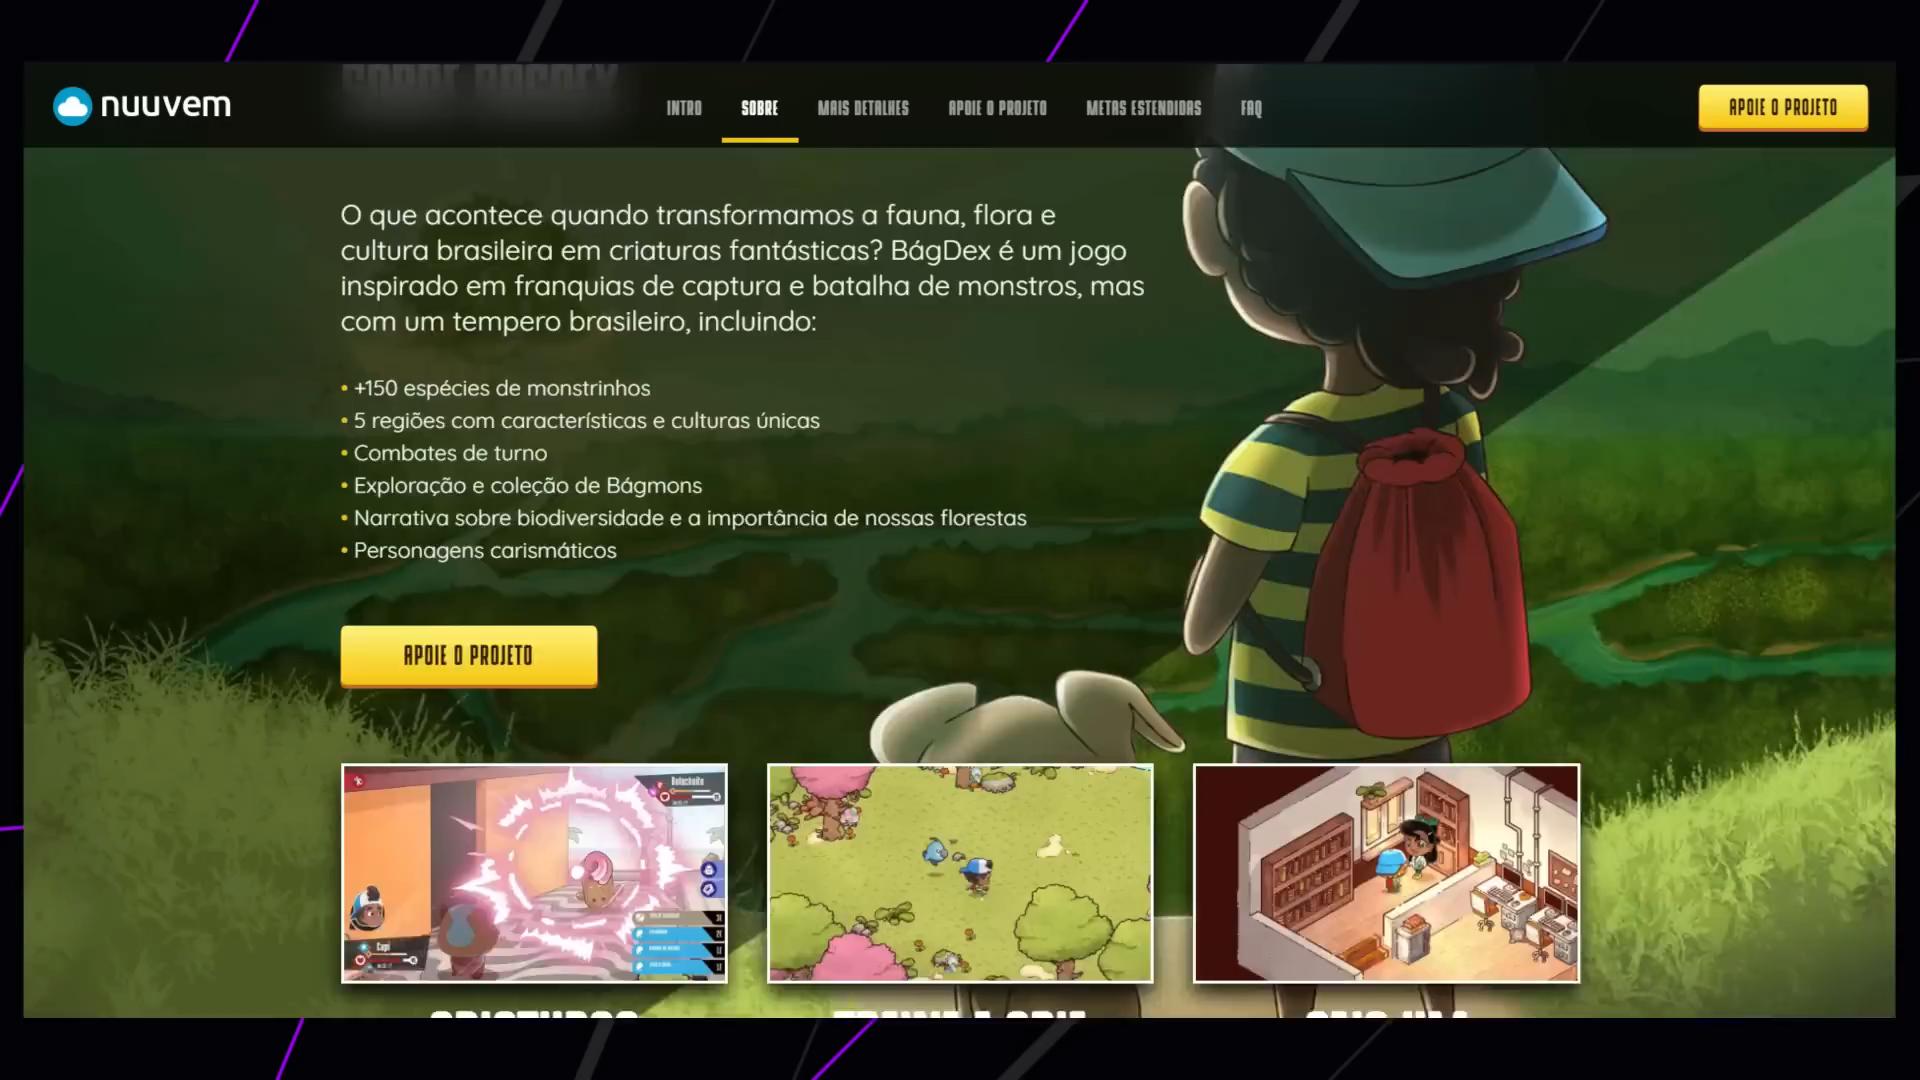 SOBRE BÁGDEX
nuuvem
INTRO
SOBRE
MAIS DETALHES
APOIE O PROJETO
METAS ESTENDIDAS
FAQ
APOIE O PROJETO
O que acontece quando transformamos a fauna, flora e
cultura brasileira em criaturas fantásticas? BágDex é um jogo
inspirado em franquias de captura e batalha de monstros, mas
com um tempero brasileiro, incluindo:
• +150 espécies de monstrinhos
• 5 regiões com características e culturas únicas
• Combates de turno
• Exploração e coleção de Bágmons
• Narrativa sobre biodiversidade e a importância de nossas florestas
• Personagens carismáticos
APOIE O PROJETO
Capi